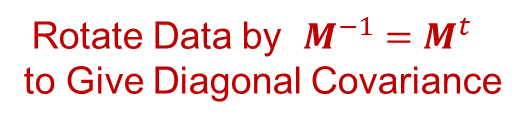 Rotate Data by M⁻¹ = Mᵗ
to Give Diagonal Covariance